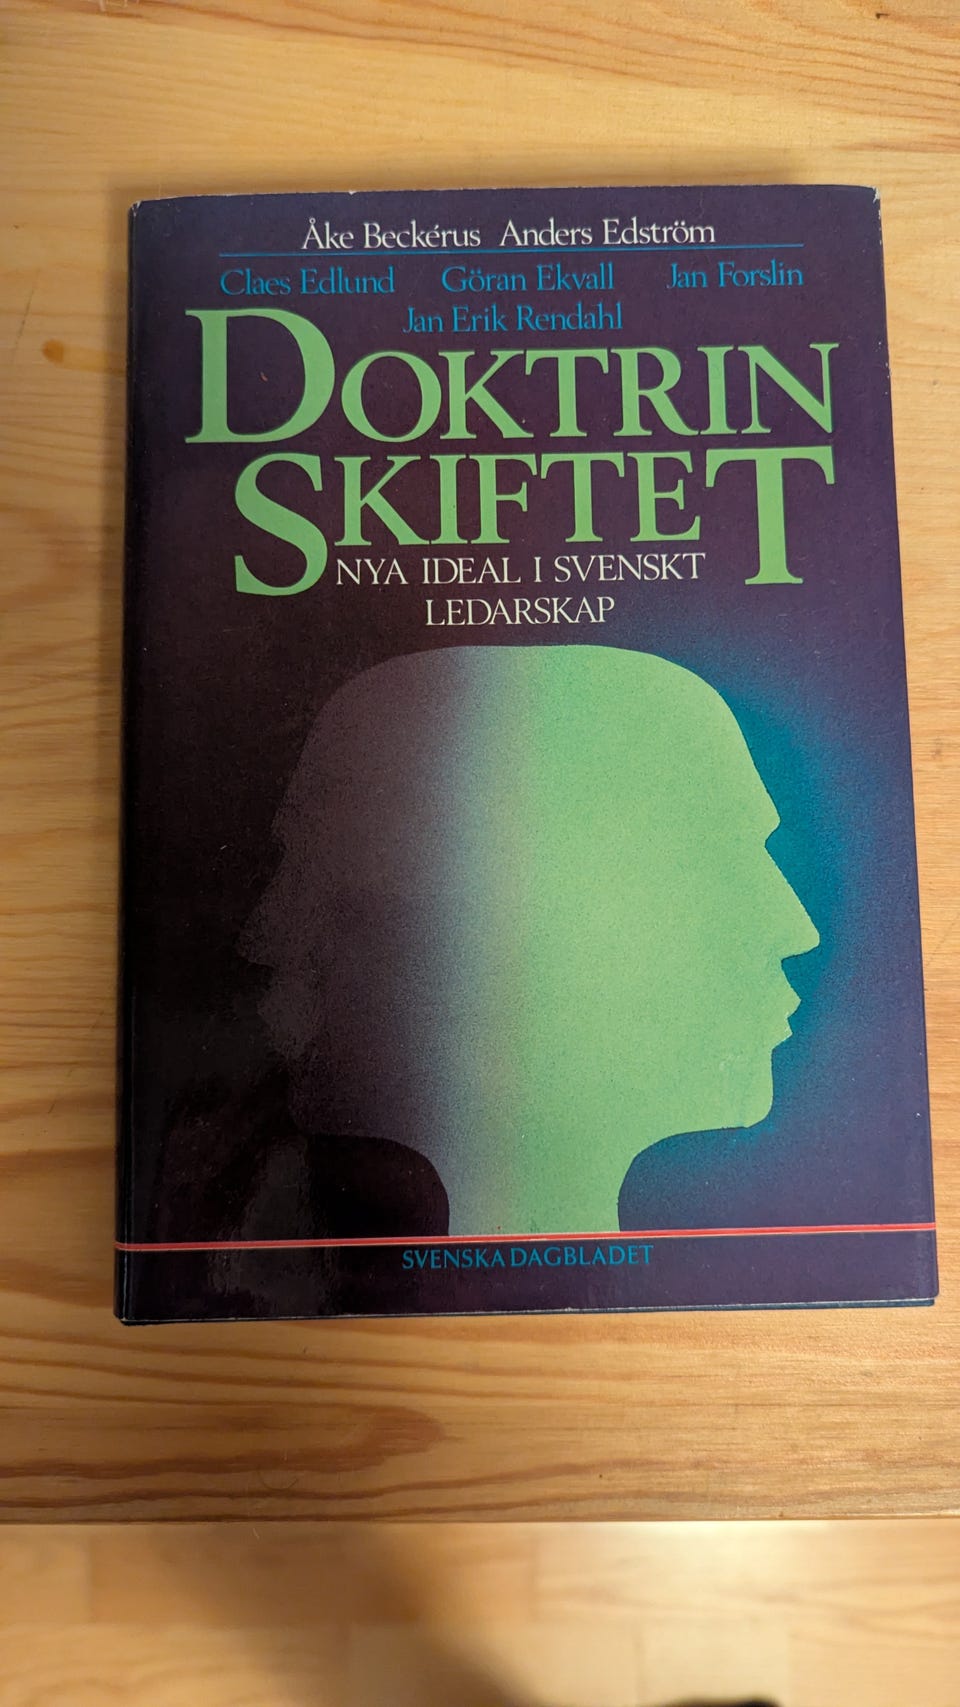 Åke Beckérus Anders Edström
Claes Edlund Göran Ekvall Jan Forslin
Jan Erik Rendahl
DOKTRIN
SKIFTET
NYA IDEAL I SVENSKT
LEDARSKAP
SVENSKA DAGBLADET